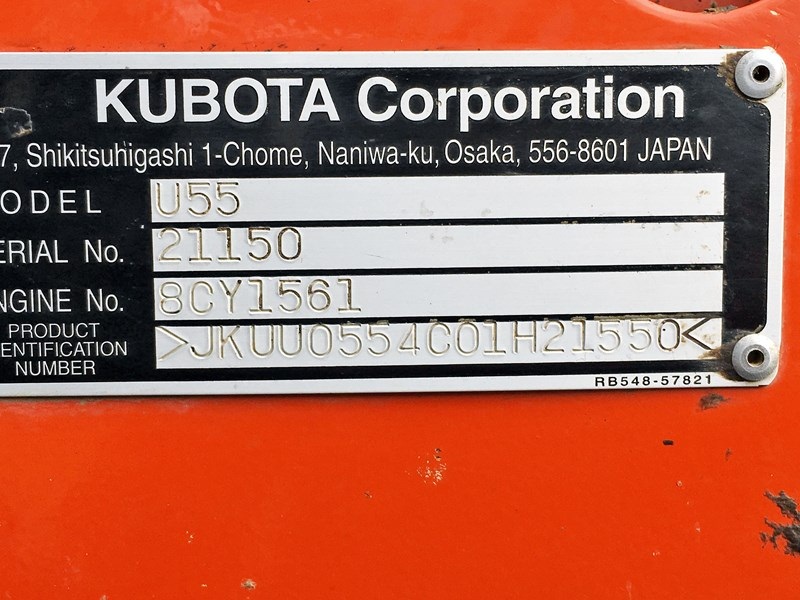 KUBOTA Corporation
7, Shikitsuhigashi 1-Chome, Naniwa-ku, Osaka, 556-8601 JAPAN
ODEL U55
ERIAL No. 21150
NGINE No. 8CY1561
PRODUCT
ENTIFICATION
NUMBER
>JKUU0554C01H21550<
RB548-57821